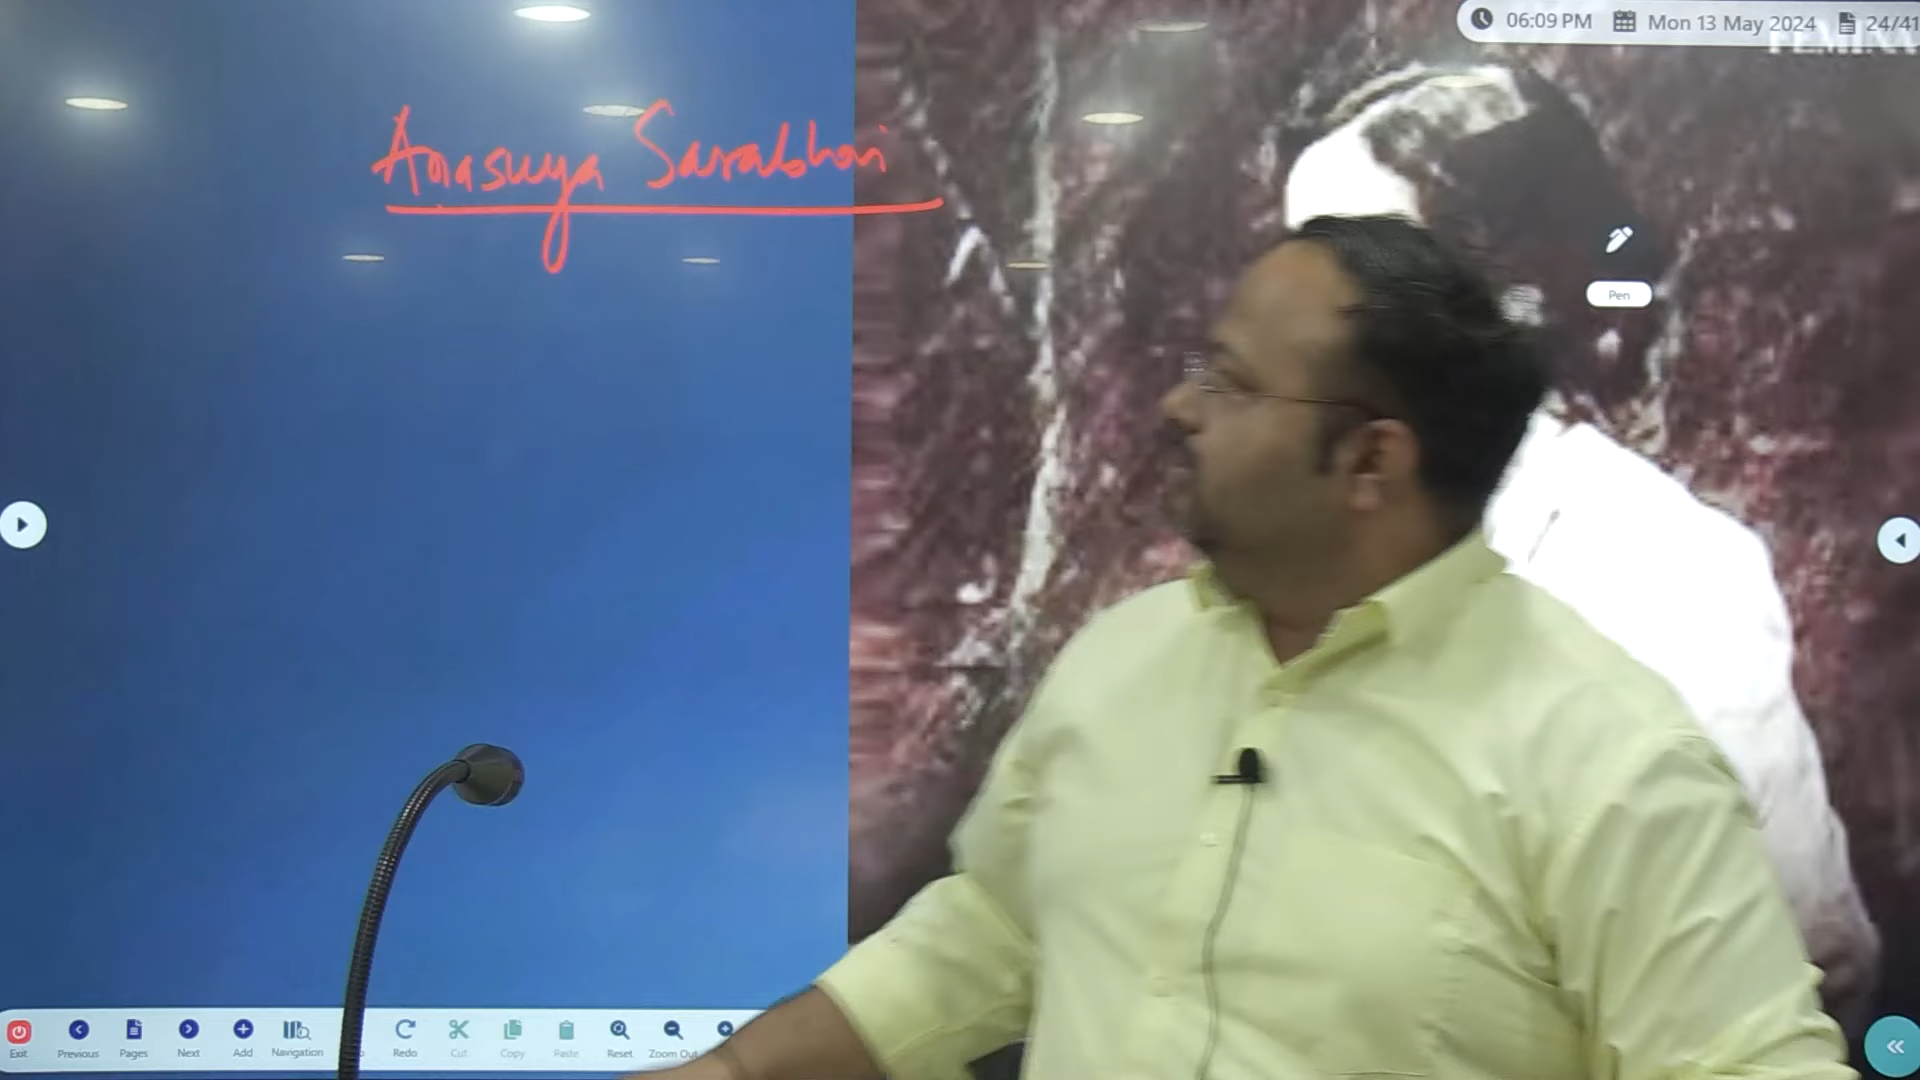 06:09 PM Mon 13 May 2024 24/41
FEMINA
Anasuya Sarabhai
Pen
Exit Previous Pages Next Add Navigation Redo Cut Copy Paste Reset Zoom Out